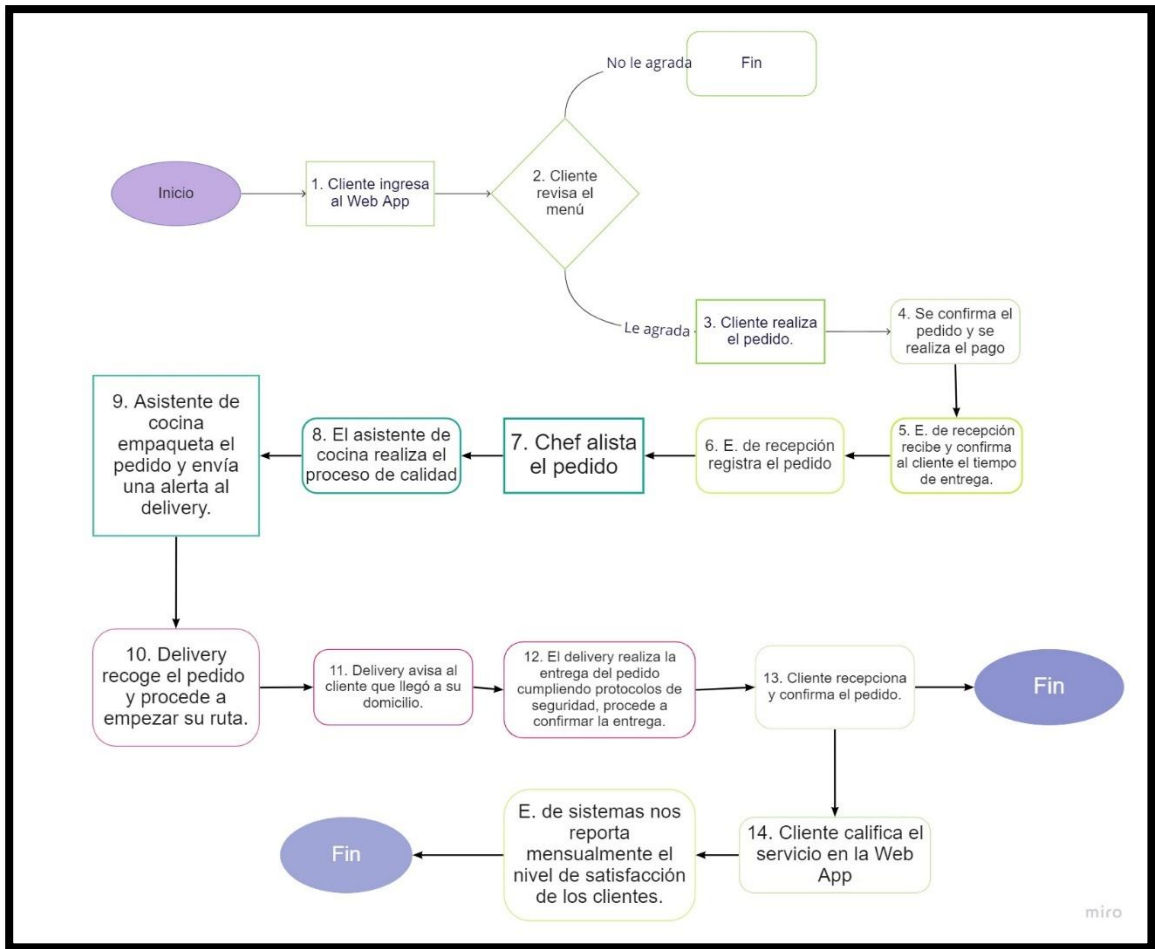 No le agrada
Fin
Inicio
1. Cliente ingresa
al Web App
2. Cliente
revisa el
menú
Le agrada
3. Cliente realiza
el pedido.
4. Se confirma el
pedido y se
realiza el pago
9. Asistente de
cocina
empaqueta el
pedido y envía
una alerta al
delivery.
8. El asistente de
cocina realiza el
proceso de calidad
7. Chef alista
el pedido
6. E. de recepción
registra el pedido
5. E. de recepción
recibe y confirma
al cliente el tiempo
de entrega.
10. Delivery
recoge el pedido
y procede a
empezar su ruta.
11. Delivery avisa al
cliente que llegó a su
domicilio.
12. El delivery realiza la
entrega del pedido
cumpliendo protocolos de
seguridad, procede a
confirmar la entrega.
13. Cliente recepciona
y confirma el pedido.
Fin
Fin
E. de sistemas nos
reporta
mensualmente el
nivel de satisfacción
de los clientes.
14. Cliente califica el
servicio en la Web
App
miro